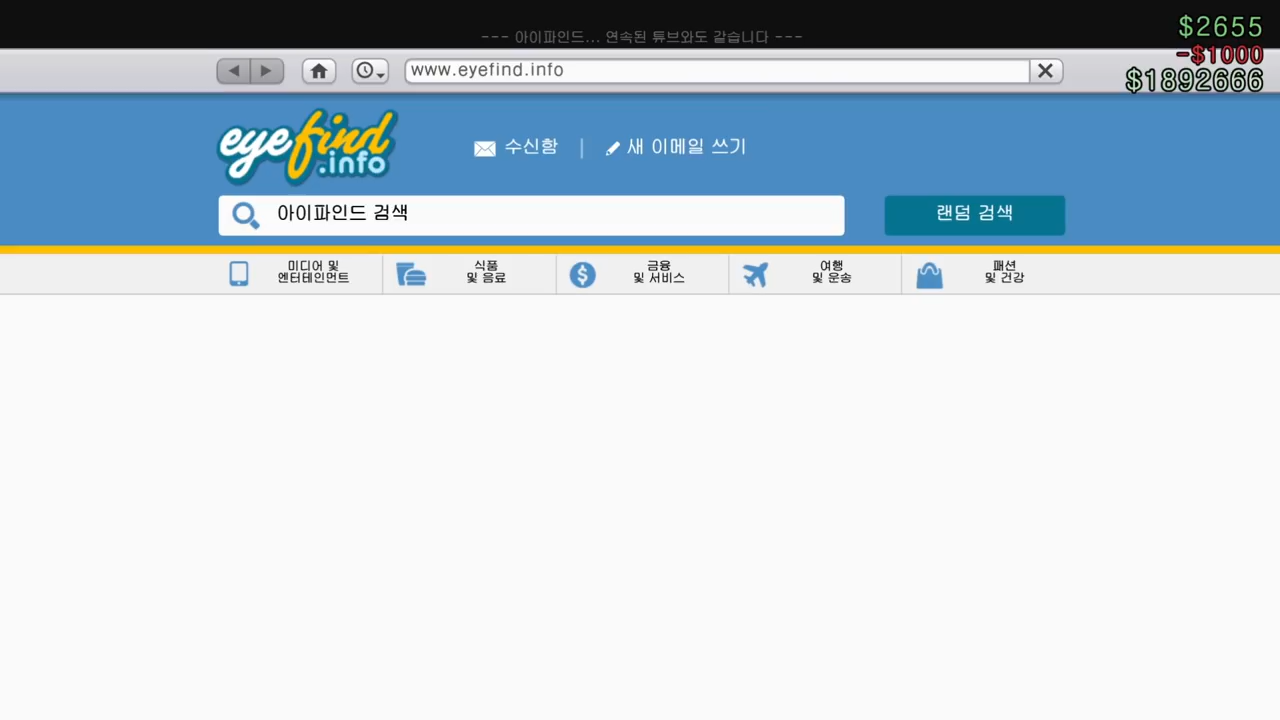 --- 아이파인드... 연속된 튜브와도 같습니다 ---
$2655
-$1000
$1892666
www.eyefind.info
eyefind
.info
수신함 | 새 이메일 쓰기
아이파인드 검색
랜덤 검색
미디어 및
엔터테인먼트
식품
및 음료
금융
및 서비스
여행
및 운송
패션
및 건강